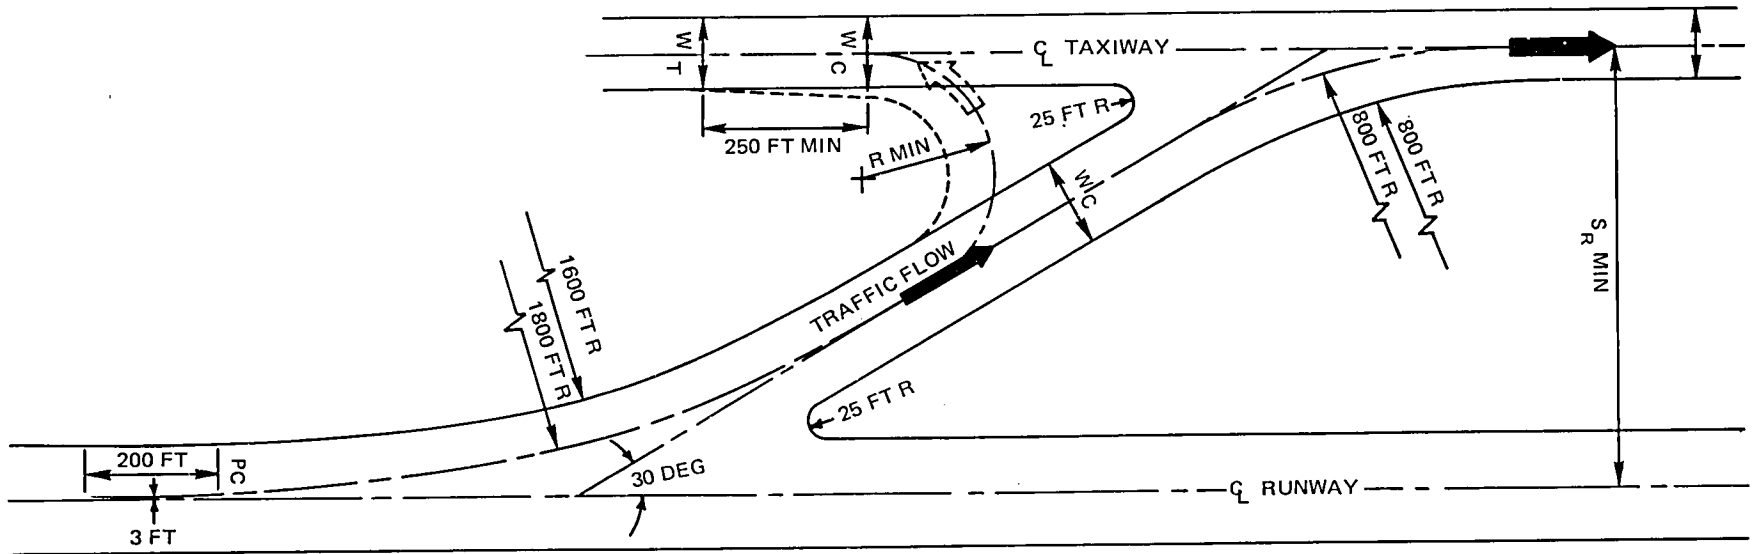 W T
W C
C L TAXIWAY
250 FT MIN
R MIN
25 FT R
W C
800 FT R
800 FT R
S R MIN
1600 FT R
1800 FT R
TRAFFIC FLOW
25 FT R
200 FT
PC
30 DEG
C L RUNWAY
3 FT